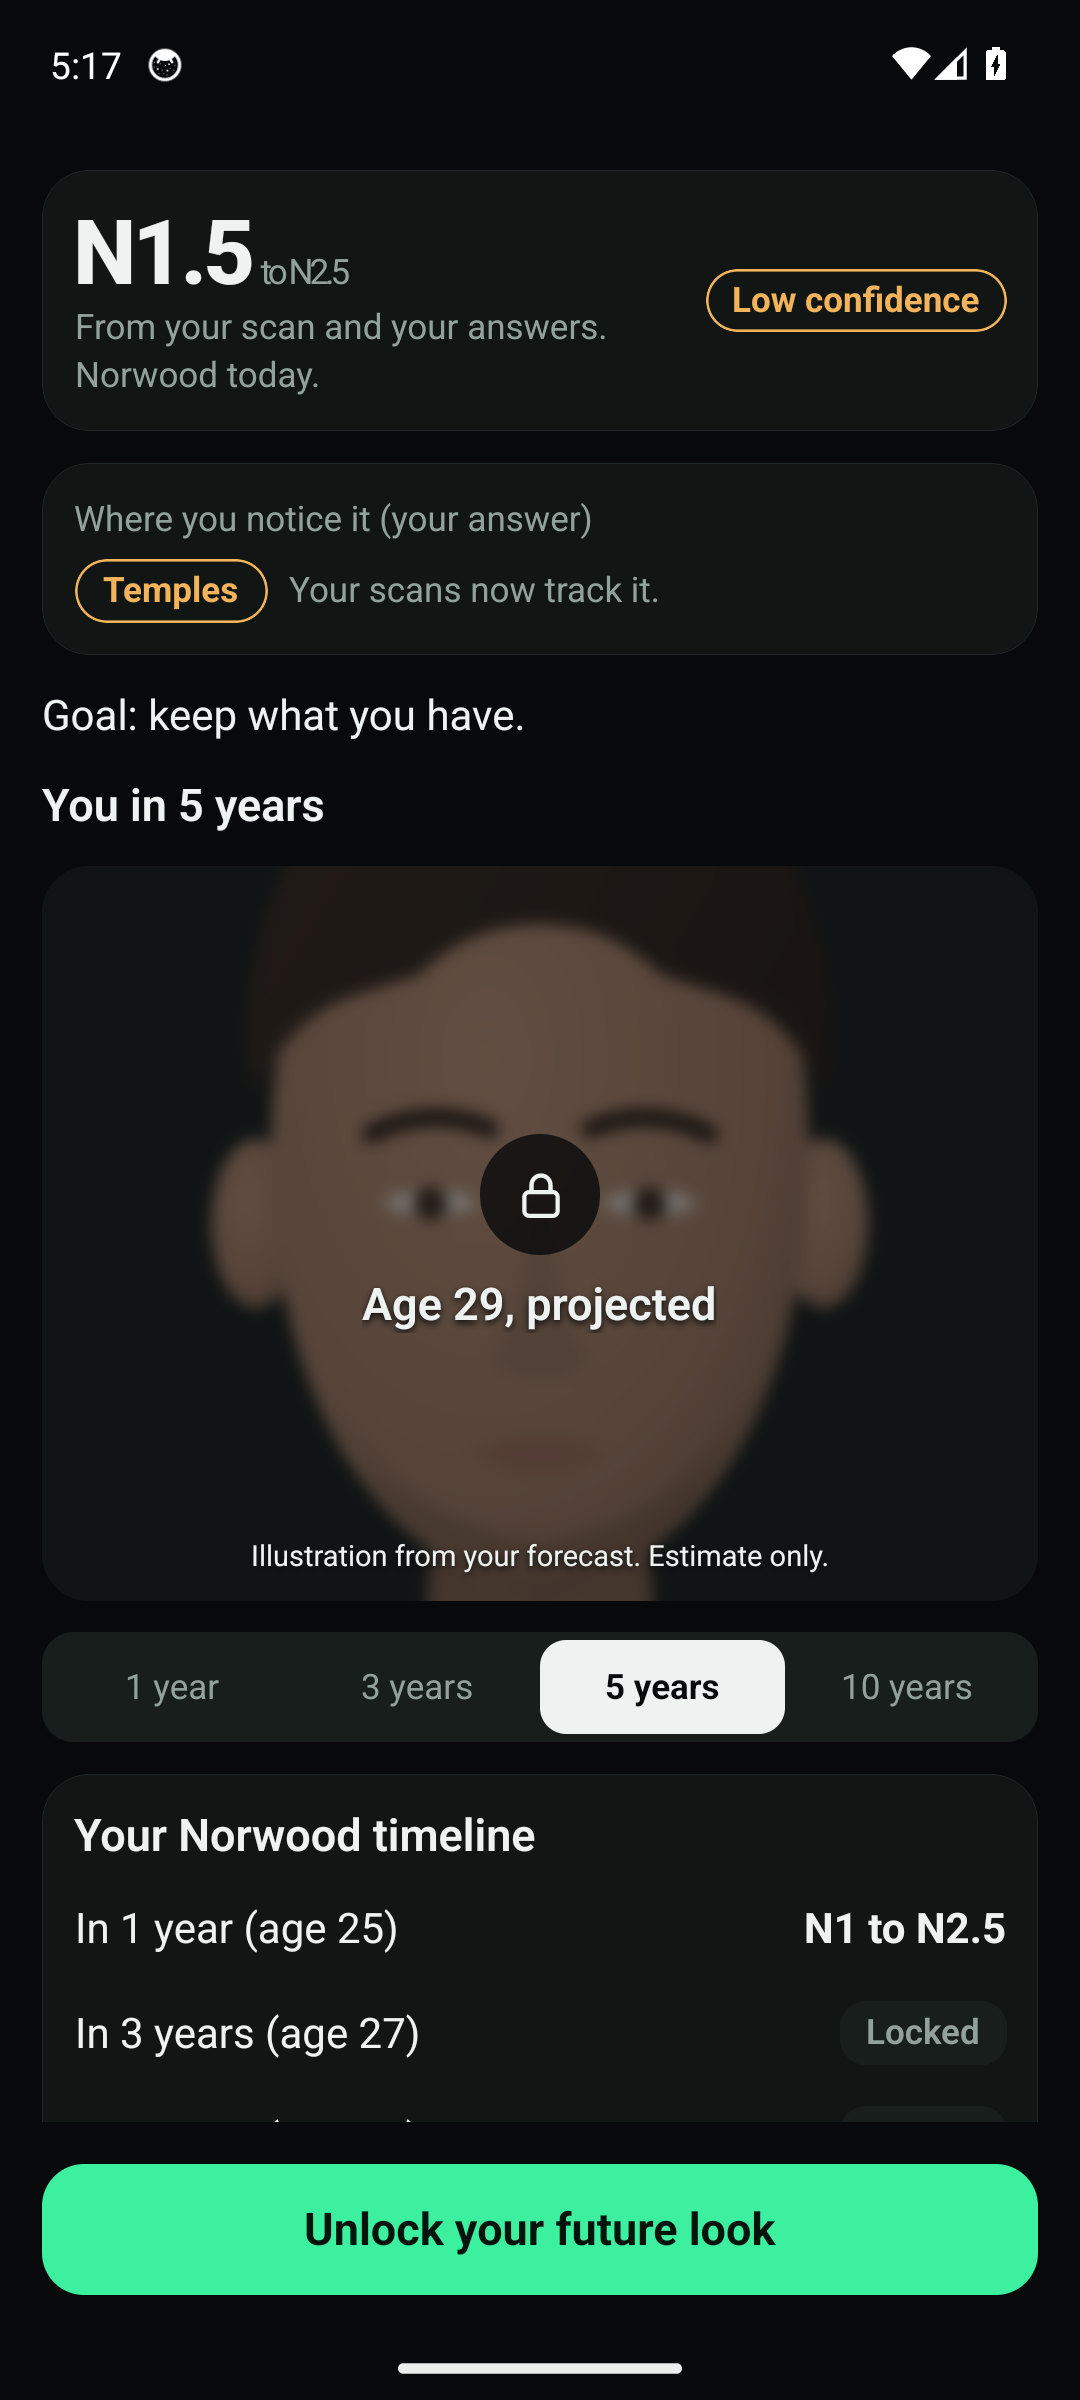 5:17
N1.5 to N2.5
Low confidence
From your scan and your answers.
Norwood today.
Where you notice it (your answer)
Temples Your scans now track it.
Goal: keep what you have.
You in 5 years
Age 29, projected
Illustration from your forecast. Estimate only.
1 year 3 years 5 years 10 years
Your Norwood timeline
In 1 year (age 25) N1 to N2.5
In 3 years (age 27) Locked
Unlock your future look